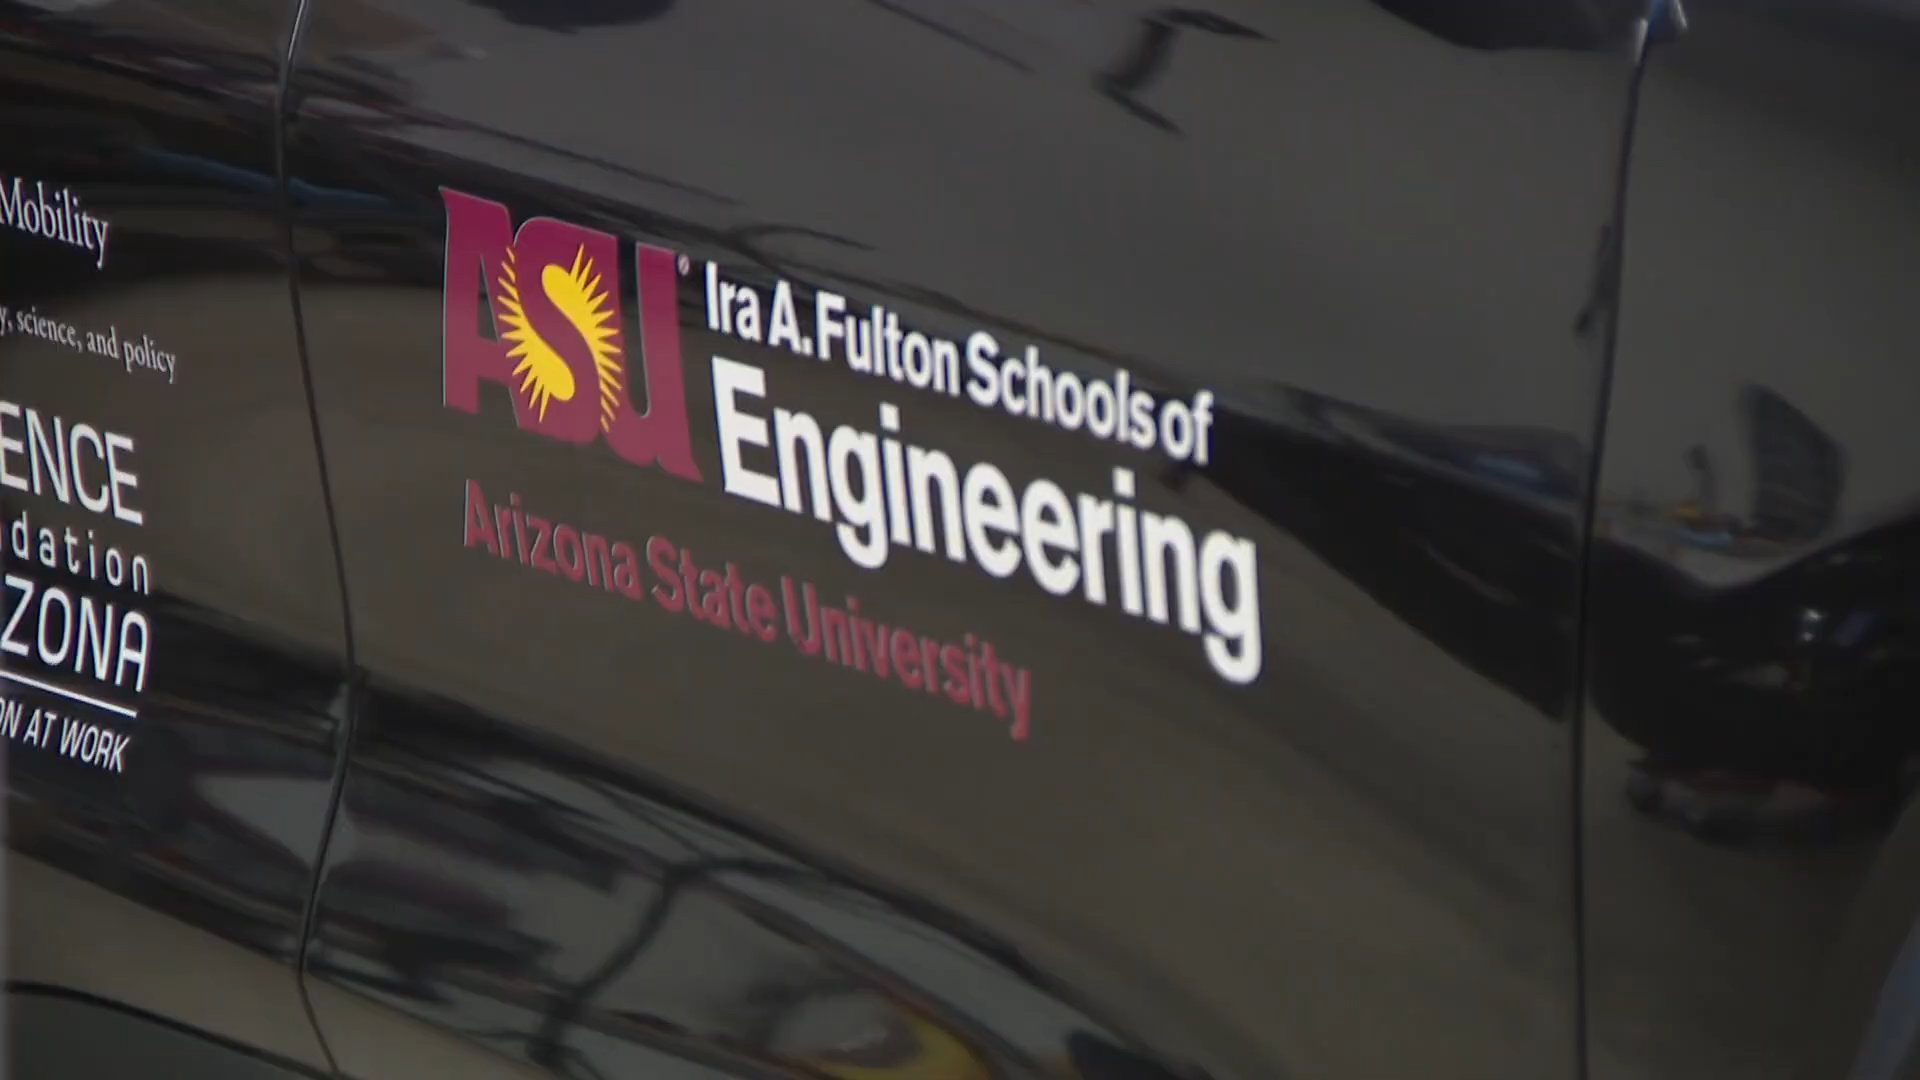 Mobility
science, and policy
ENCE
dation
ZONA
ON AT WORK
ASU®
Ira A. Fulton Schools of
Engineering
Arizona State University